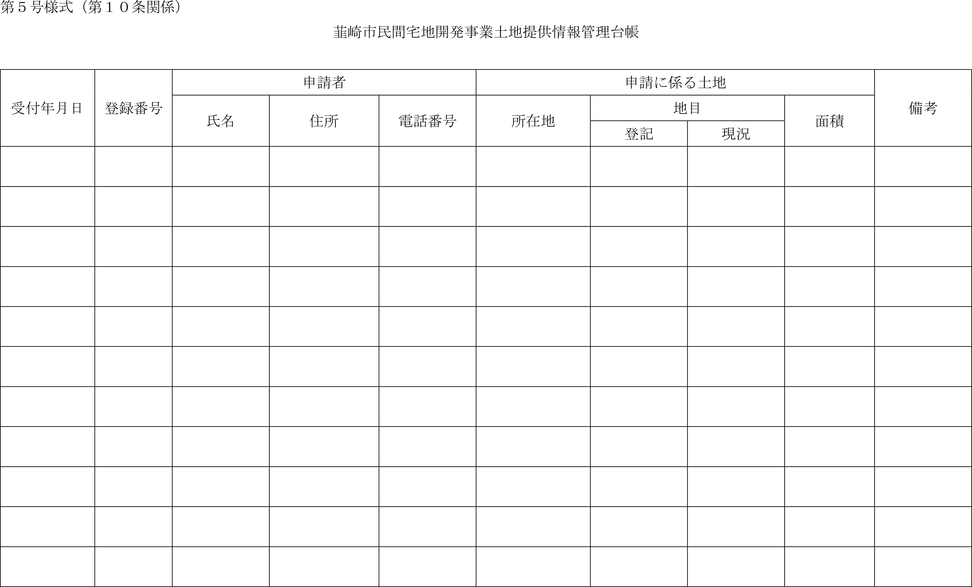 第５号様式（第１０条関係）
韮崎市民間宅地開発事業土地提供情報管理台帳
受付年月日 登録番号 申請者 申請に係る土地 備考
氏名 住所 電話番号 所在地 地目 面積
登記 現況